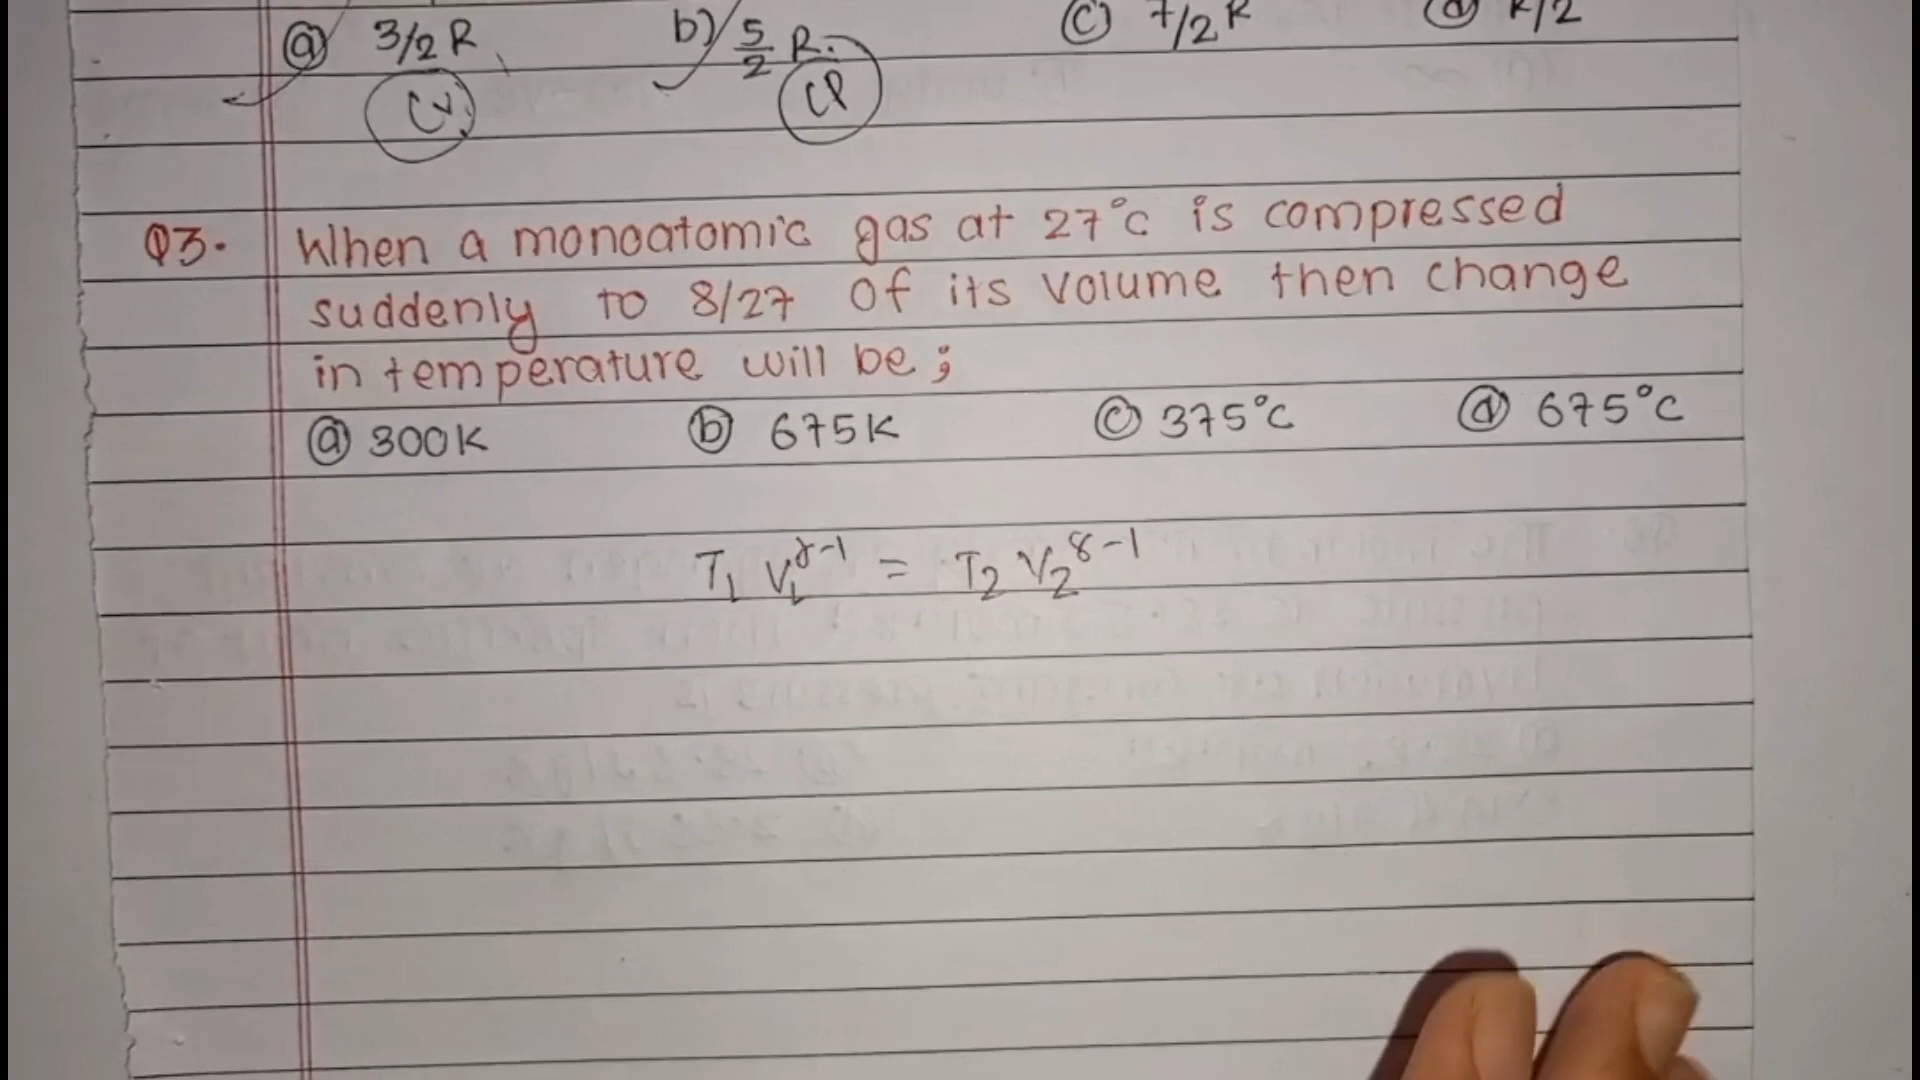 ⓐ 3/2 R b) 5/2 R. ⓒ 7/2 R ⓓ R/2
Cv. CP
Q3. When a monoatomic gas at 27°c is compressed
suddenly to 8/27 of its volume then change
in temperature will be ;
ⓐ 300K ⓑ 675K ⓒ 375°C ⓓ 675°C
T₁ V₁^γ-1 = T₂ V₂^γ-1